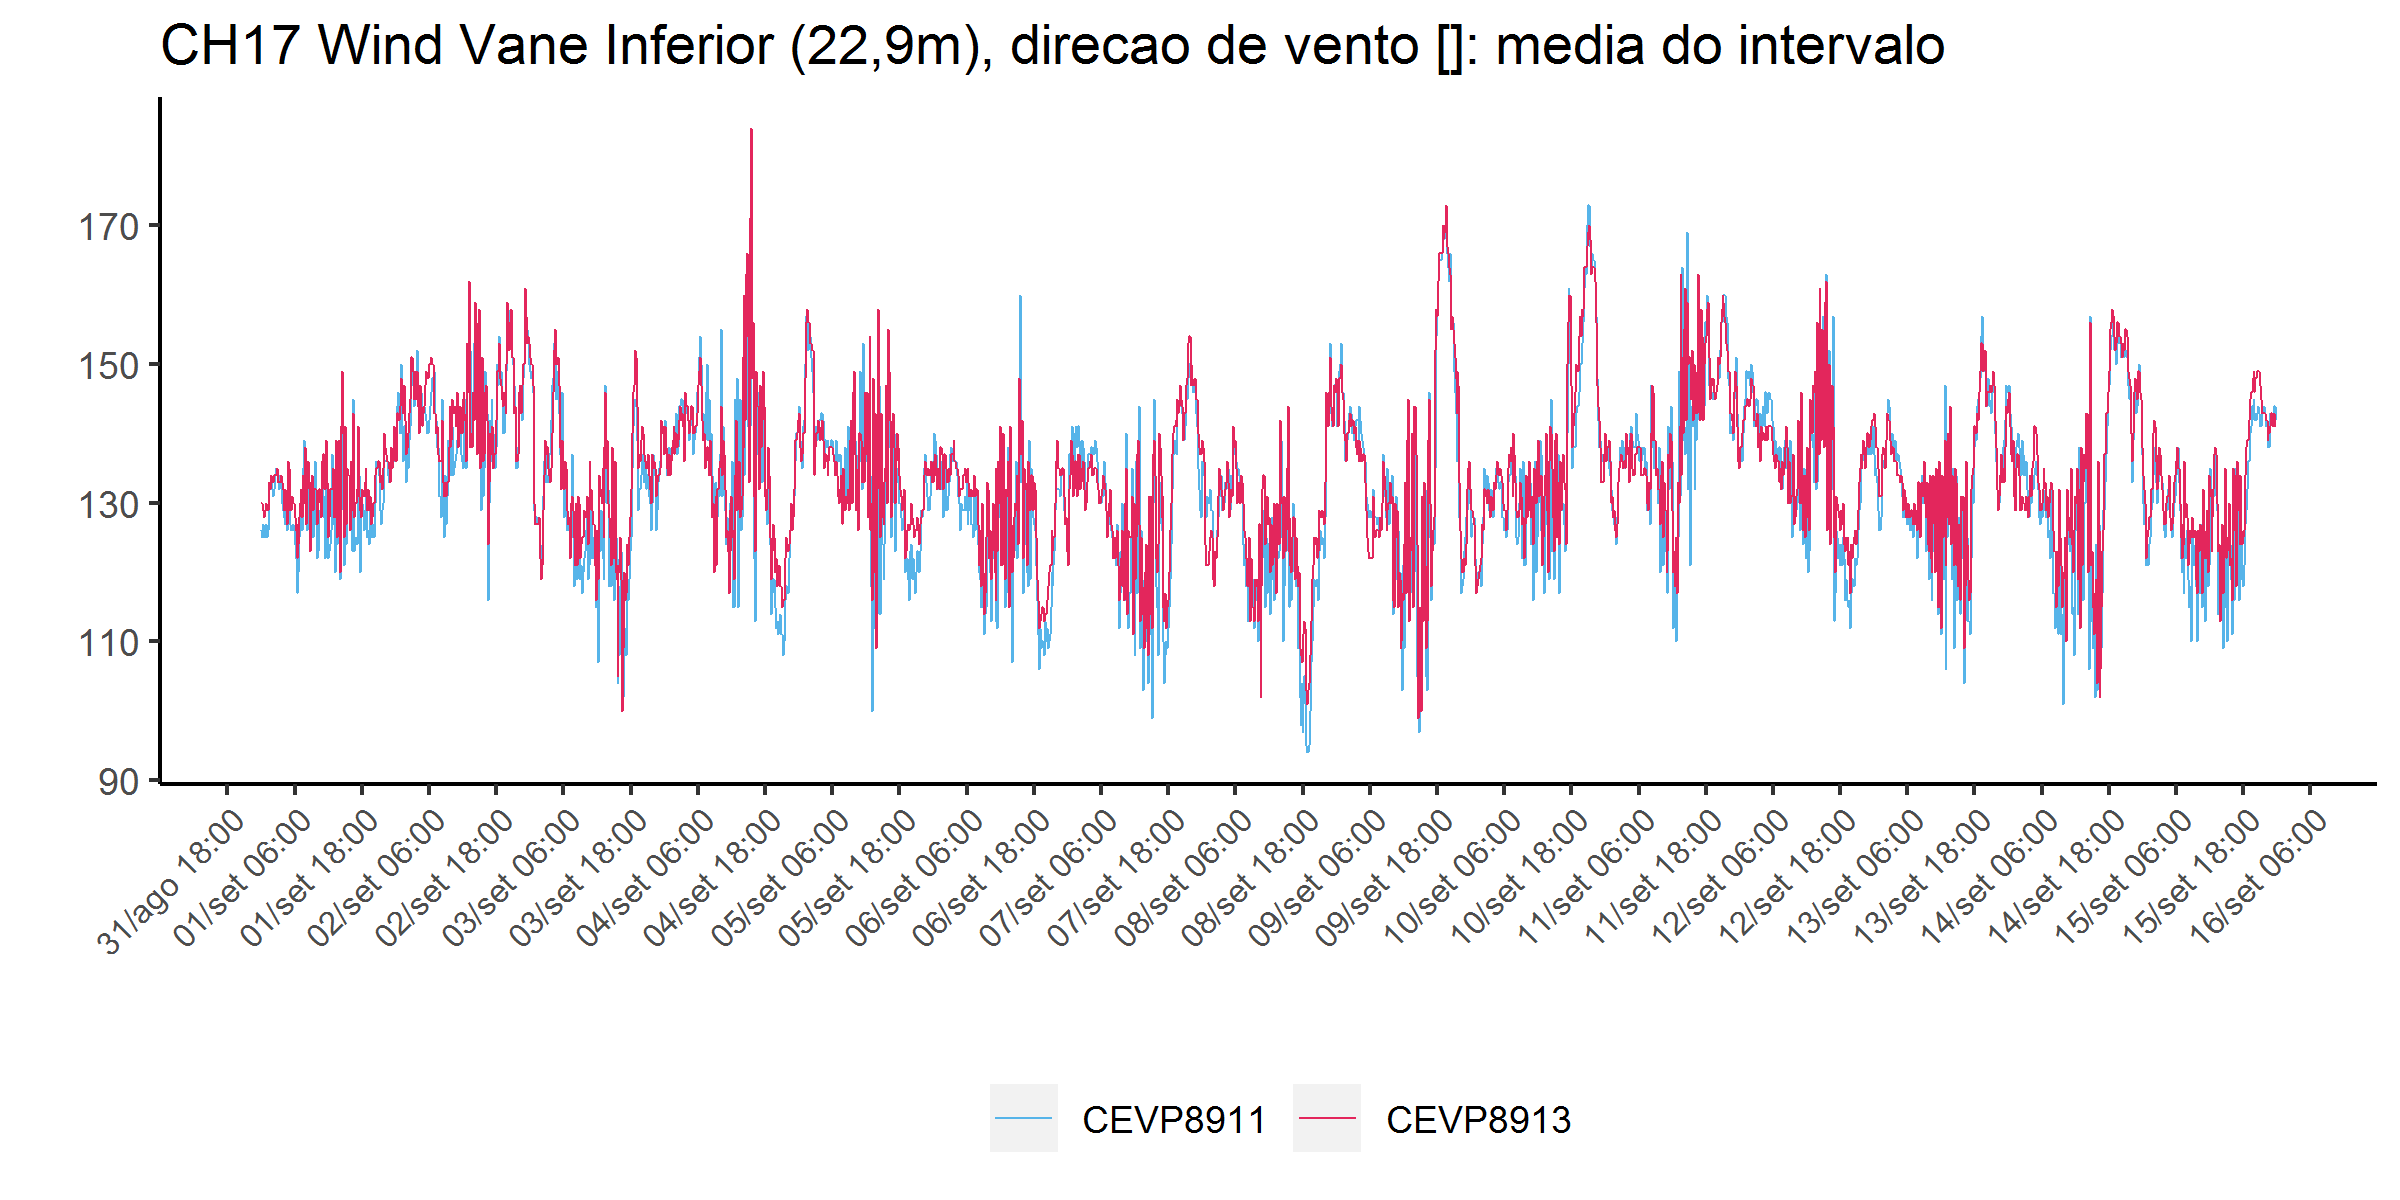 CH17 Wind Vane Inferior (22,9m), direcao de vento []: media do intervalo
170
150
130
110
90
31/ago 18:00
01/set 06:00
01/set 18:00
02/set 06:00
02/set 18:00
03/set 06:00
03/set 18:00
04/set 06:00
04/set 18:00
05/set 06:00
05/set 18:00
06/set 06:00
06/set 18:00
07/set 06:00
07/set 18:00
08/set 06:00
08/set 18:00
09/set 06:00
09/set 18:00
10/set 06:00
10/set 18:00
11/set 06:00
11/set 18:00
12/set 06:00
12/set 18:00
13/set 06:00
13/set 18:00
14/set 06:00
14/set 18:00
15/set 06:00
15/set 18:00
16/set 06:00
CEVP8911
CEVP8913